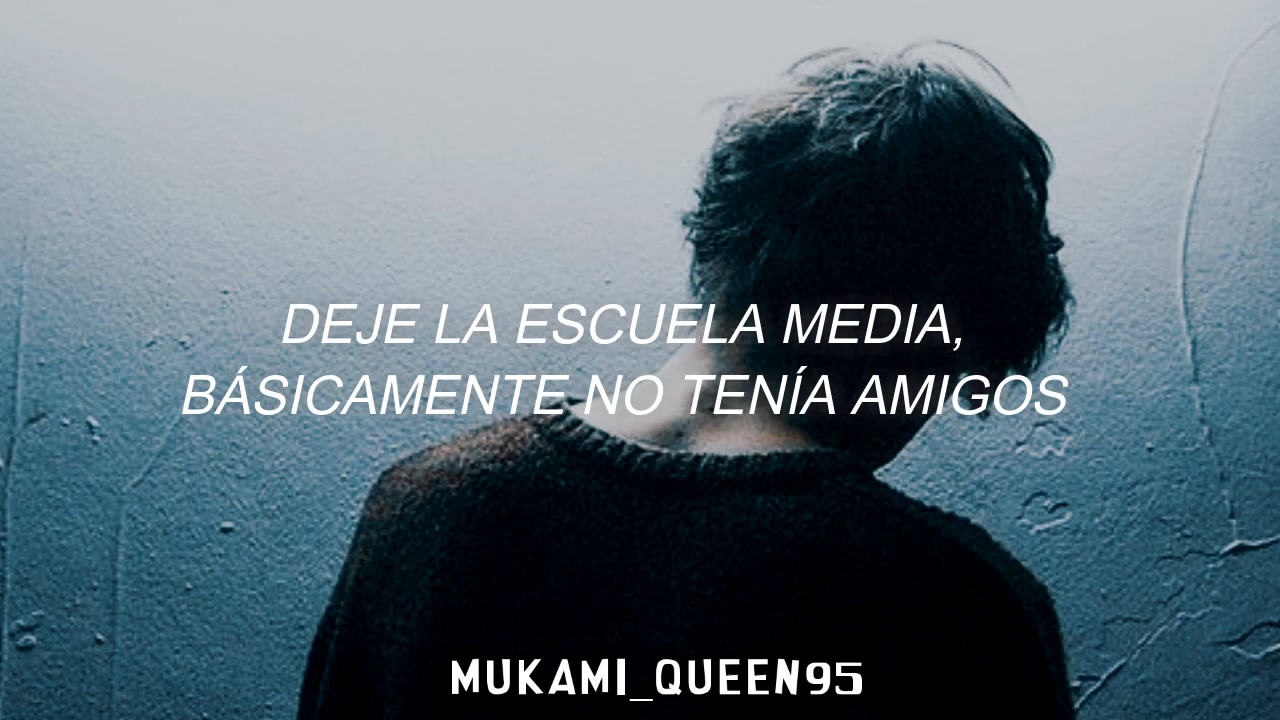 DEJE LA ESCUELA MEDIA,
BÁSICAMENTE NO TENÍA AMIGOS
MUKAMI_QUEEN95